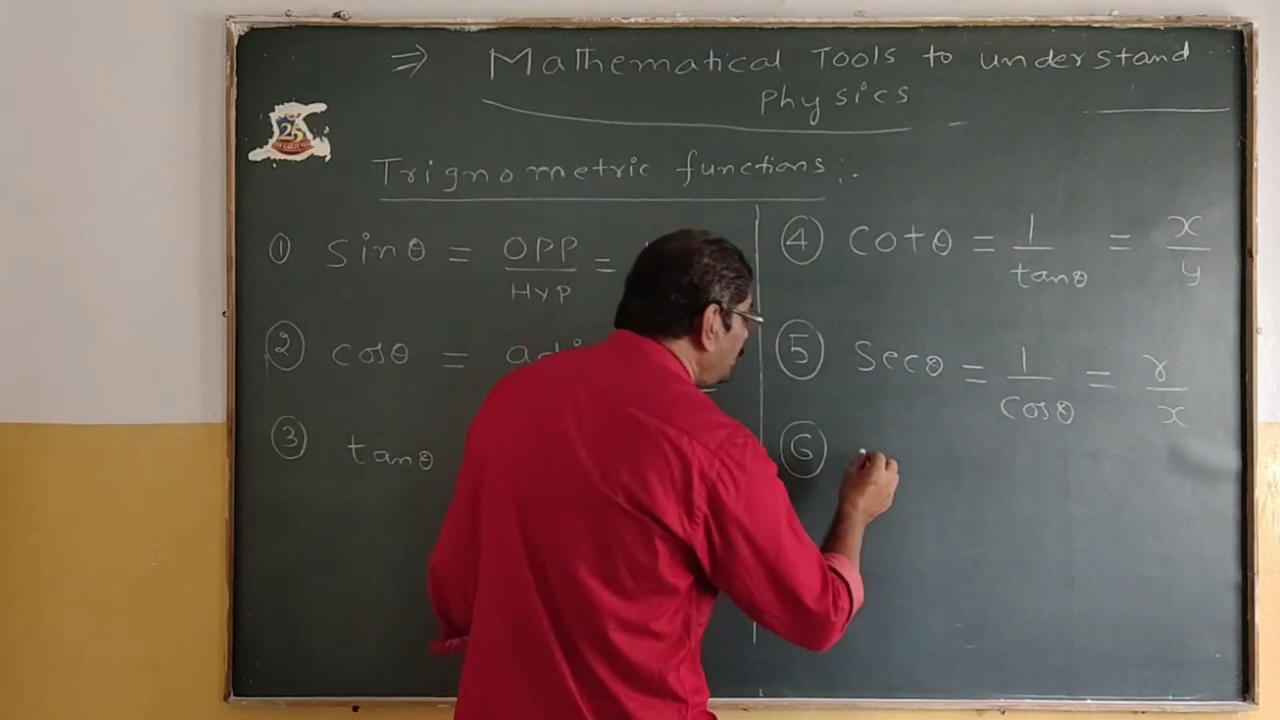 ⇒ Mathematical Tools to understand
Physics
25
Trignometric functions:.
① sinθ = OPP/HYP =
② cosθ =
③ tanθ
④ cotθ = 1/tanθ = x/y
⑤ Secθ = 1/cosθ = r/x
⑥